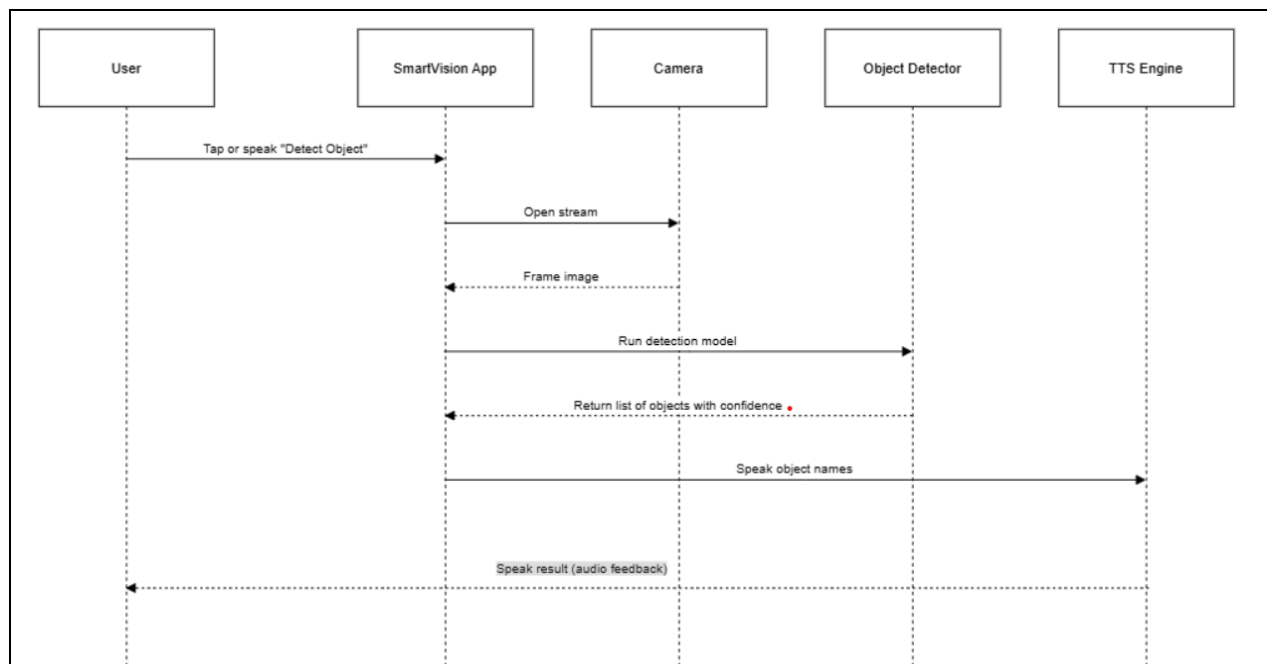 User
SmartVision App
Camera
Object Detector
TTS Engine
Tap or speak "Detect Object"
Open stream
Frame image
Run detection model
Return list of objects with confidence
Speak object names
Speak result (audio feedback)